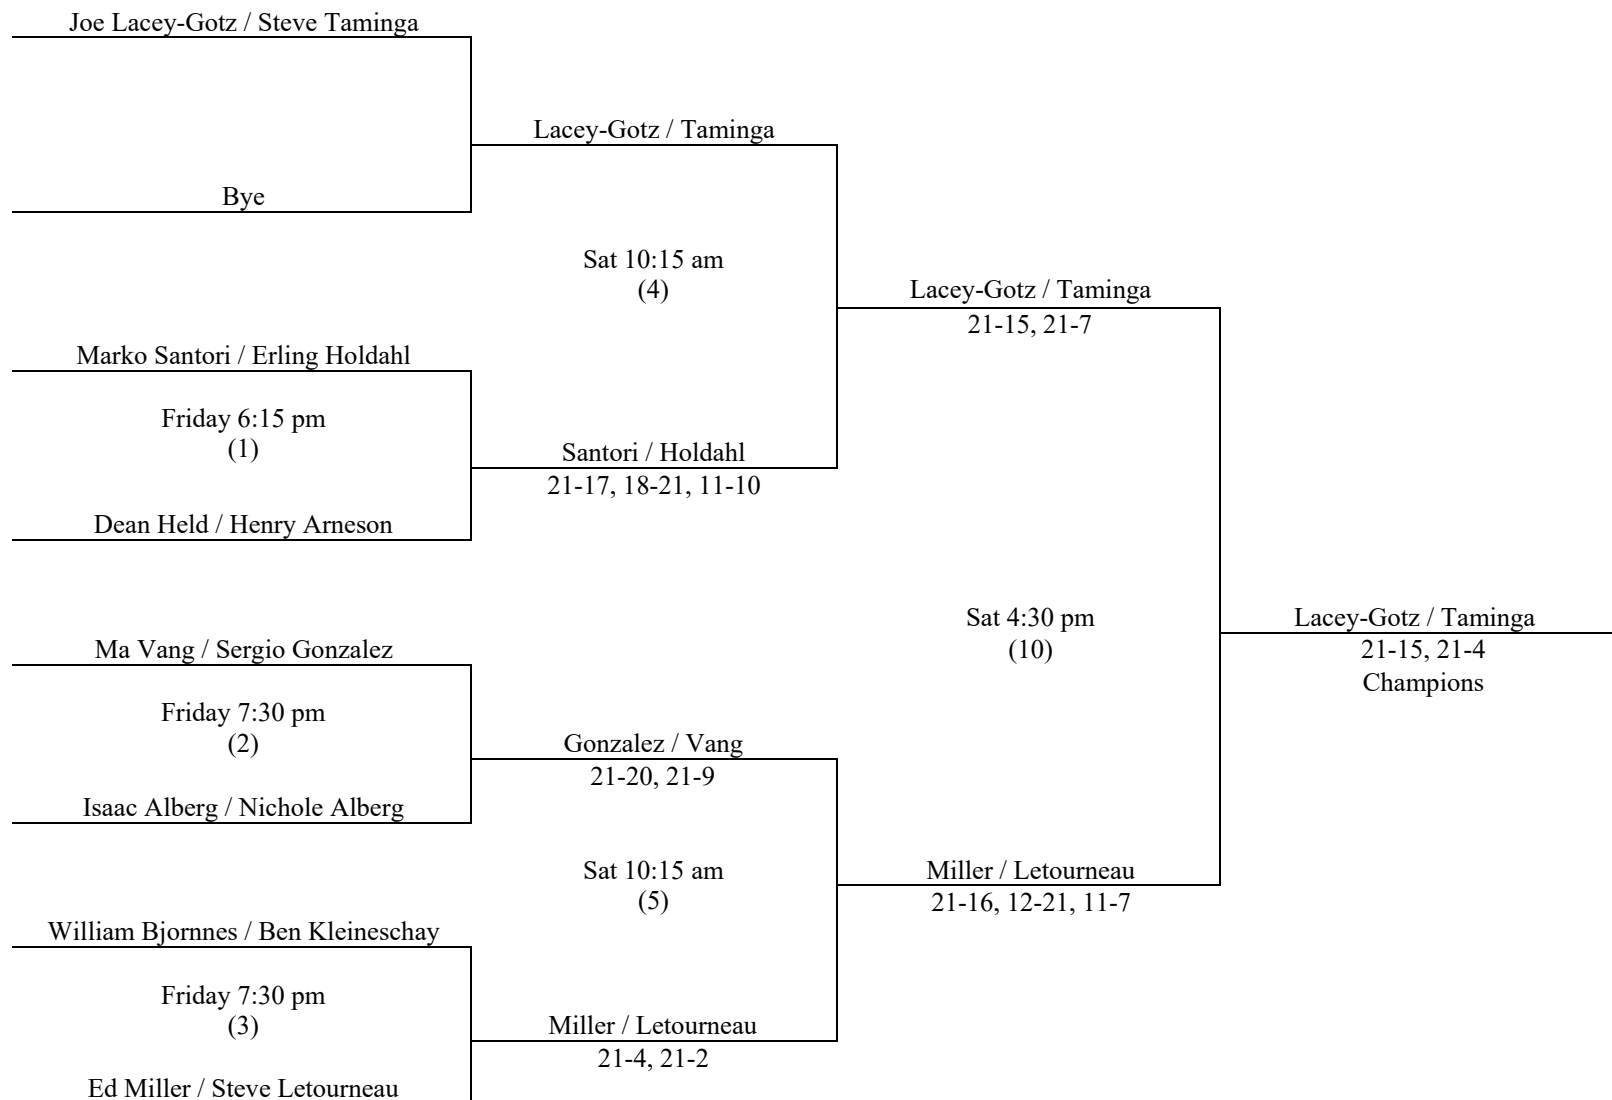 Joe Lacey-Gotz / Steve Taminga
Lacey-Gotz / Taminga
Bye
Sat 10:15 am
(4)
Lacey-Gotz / Taminga
21-15, 21-7
Marko Santori / Erling Holdahl
Friday 6:15 pm
(1)
Santori / Holdahl
21-17, 18-21, 11-10
Dean Held / Henry Arneson
Sat 4:30 pm
(10)
Lacey-Gotz / Taminga
21-15, 21-4
Champions
Ma Vang / Sergio Gonzalez
Friday 7:30 pm
(2)
Gonzalez / Vang
21-20, 21-9
Isaac Alberg / Nichole Alberg
Sat 10:15 am
(5)
Miller / Letourneau
21-16, 12-21, 11-7
William Bjornnes / Ben Kleineschay
Friday 7:30 pm
(3)
Miller / Letourneau
21-4, 21-2
Ed Miller / Steve Letourneau